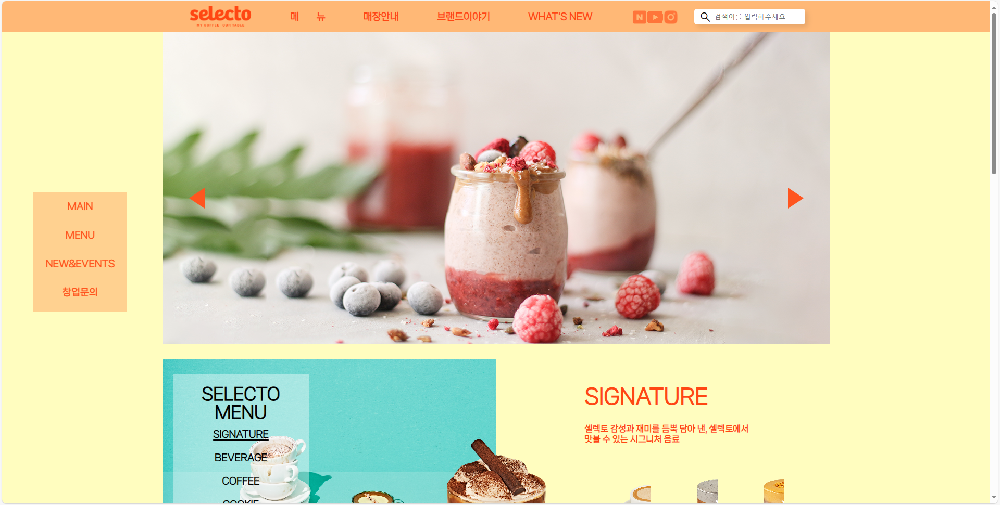 selecto
MY COFFEE, OUR TABLE
메 뉴
매장안내
브랜드이야기
WHAT'S NEW
N
검색어를 입력해주세요
MAIN
MENU
NEW&EVENTS
창업문의
SELECTO
MENU
SIGNATURE
BEVERAGE
COFFEE
COOKIE
SIGNATURE
셀렉토 감성과 재미를 듬뿍 담아 낸, 셀렉토에서
맛볼 수 있는 시그니처 음료